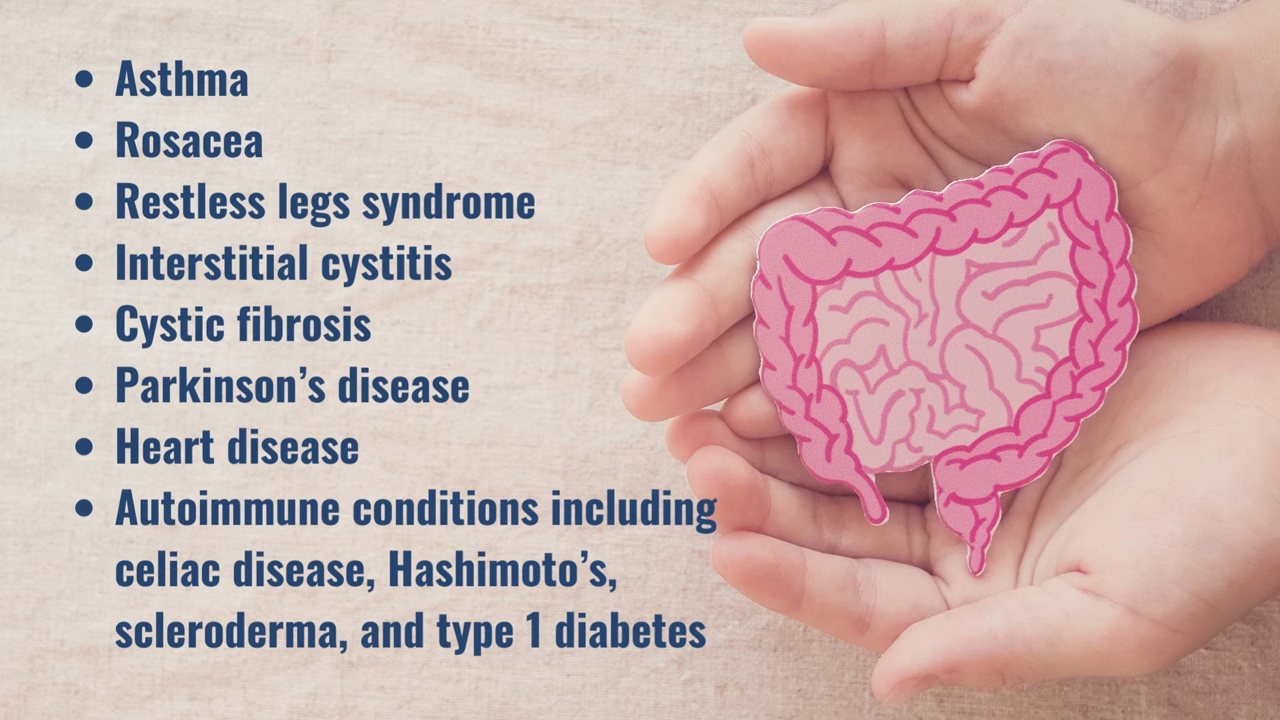 • Asthma
• Rosacea
• Restless legs syndrome
• Interstitial cystitis
• Cystic fibrosis
• Parkinson’s disease
• Heart disease
• Autoimmune conditions including
celiac disease, Hashimoto’s,
scleroderma, and type 1 diabetes